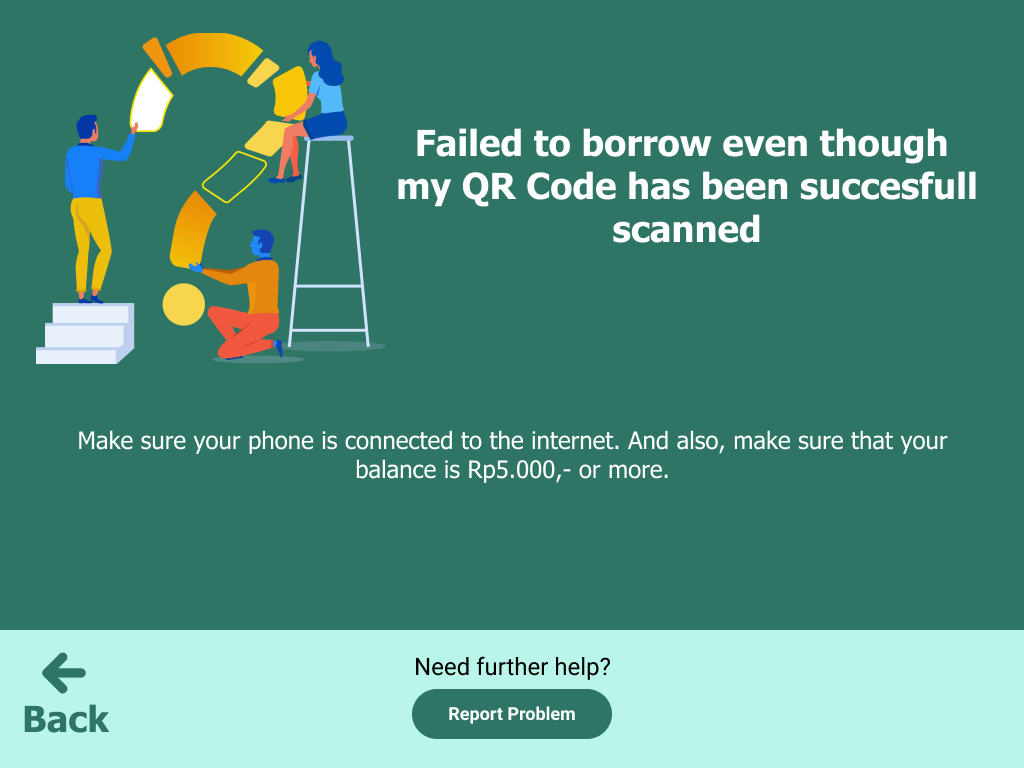 Failed to borrow even though
my QR Code has been succesfull
scanned
Make sure your phone is connected to the internet. And also, make sure that your
balance is Rp5.000,- or more.
Need further help?
Report Problem
Back